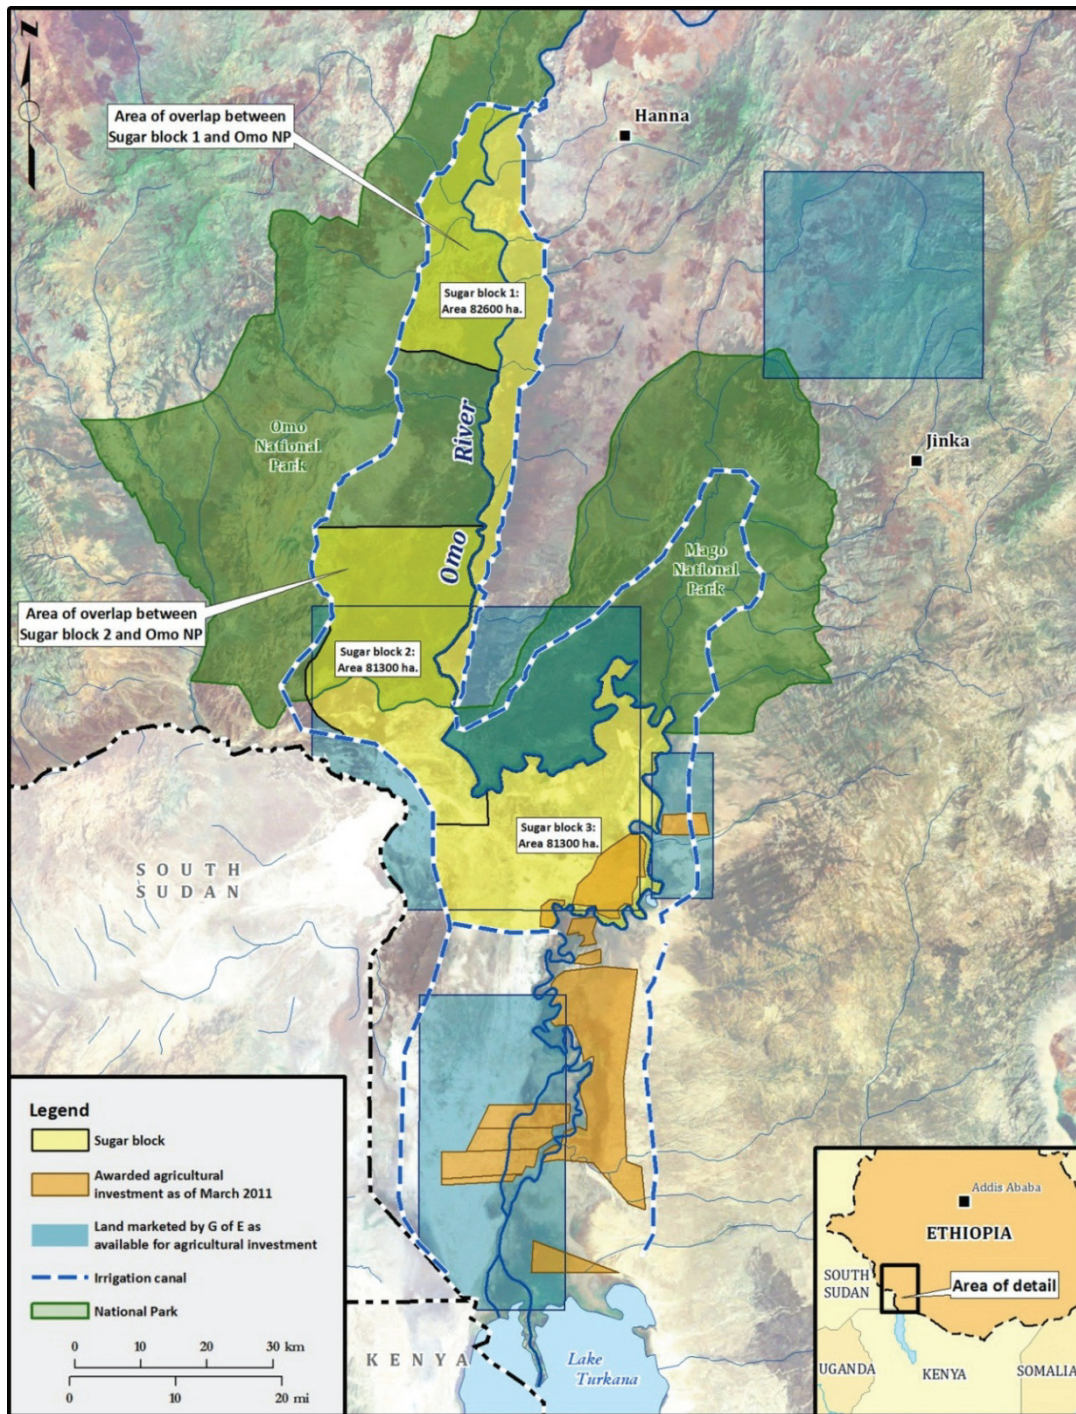 Z
Area of overlap between
Sugar block 1 and Omo NP
Hanna
Sugar block 1:
Area 82600 ha.
Omo
National
Park
River
Omo
Jinka
Mago
National
Park
Area of overlap between
Sugar block 2 and Omo NP
Sugar block 2:
Area 81300 ha.
Sugar block 3:
Area 81300 ha.
SOUTH
SUDAN
Legend
Sugar block
Awarded agricultural
investment as of March 2011
Land marketed by G of E as
available for agricultural investment
Irrigation canal
National Park
0 10 20 30 km
0 10 20 mi
KENYA
Lake
Turkana
Addis Ababa
ETHIOPIA
SOUTH
SUDAN
Area of detail
UGANDA
KENYA
SOMALIA